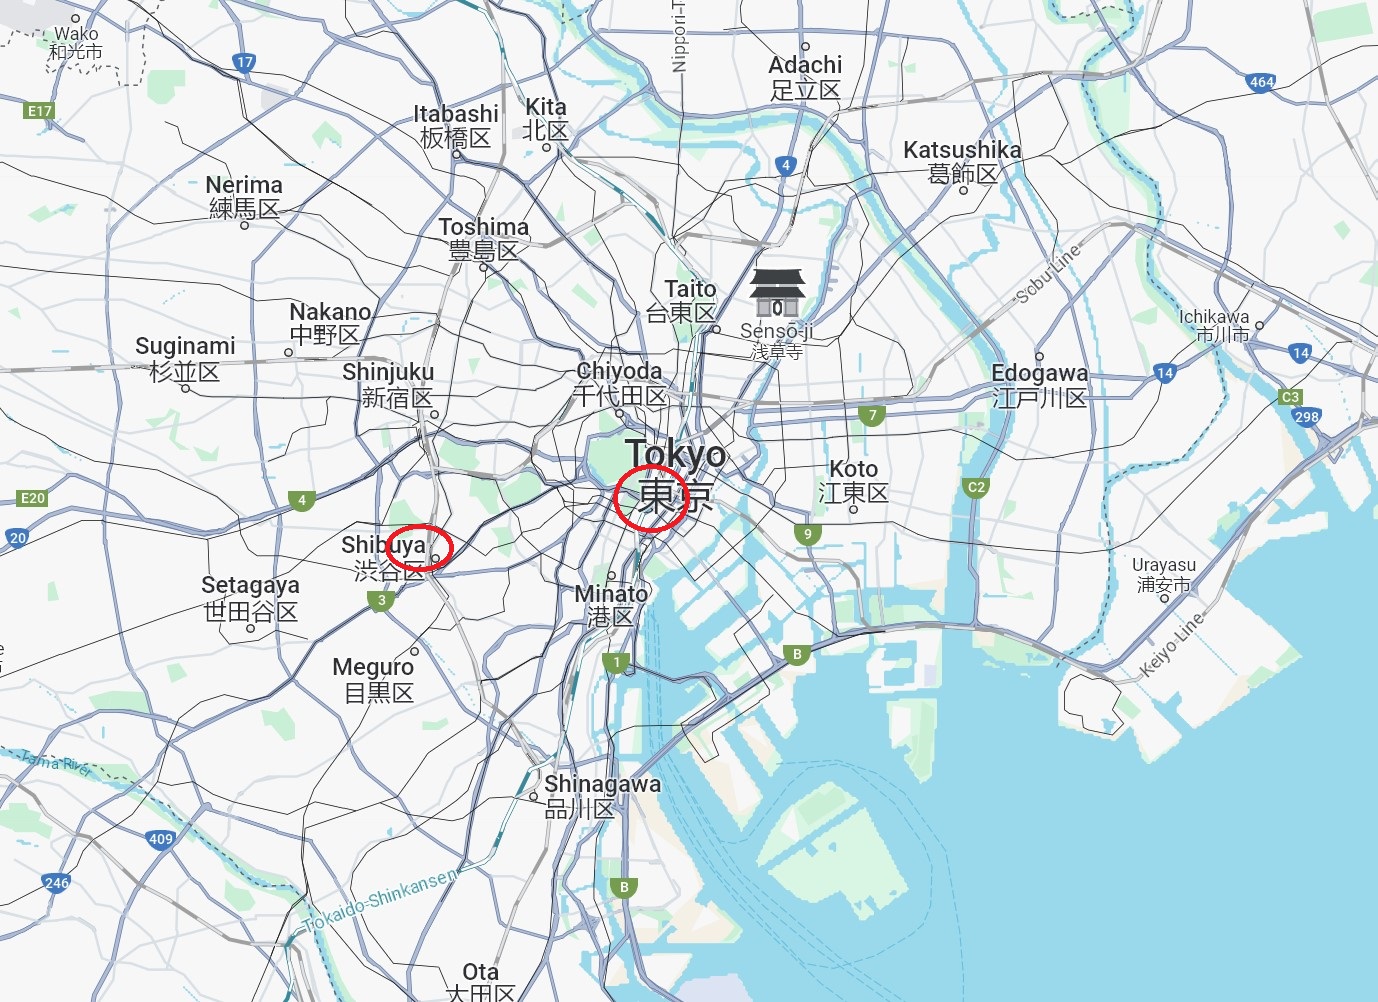 Wako
和光市
17
E17
Itabashi
板橋区
Kita
北区
Adachi
足立区
464
Katsushika
葛飾区
4
Nerima
練馬区
Toshima
豊島区
Taito
台東区
Sensō-ji
浅草寺
Sobu Line
Ichikawa
市川市
Nakano
中野区
Suginami
杉並区
Shinjuku
新宿区
Chiyoda
千代田区
Edogawa
江戸川区
14
14
C3
298
7
Tokyo
東京
Koto
江東区
C2
E20
4
20
9
Shibuya
渋谷区
Setagaya
世田谷区
3
Minato
港区
Urayasu
浦安市
Keiyo Line
Meguro
目黒区
1
B
Tama River
Shinagawa
品川区
409
246
B
Tokaido-Shinkansen
Ota
大田区